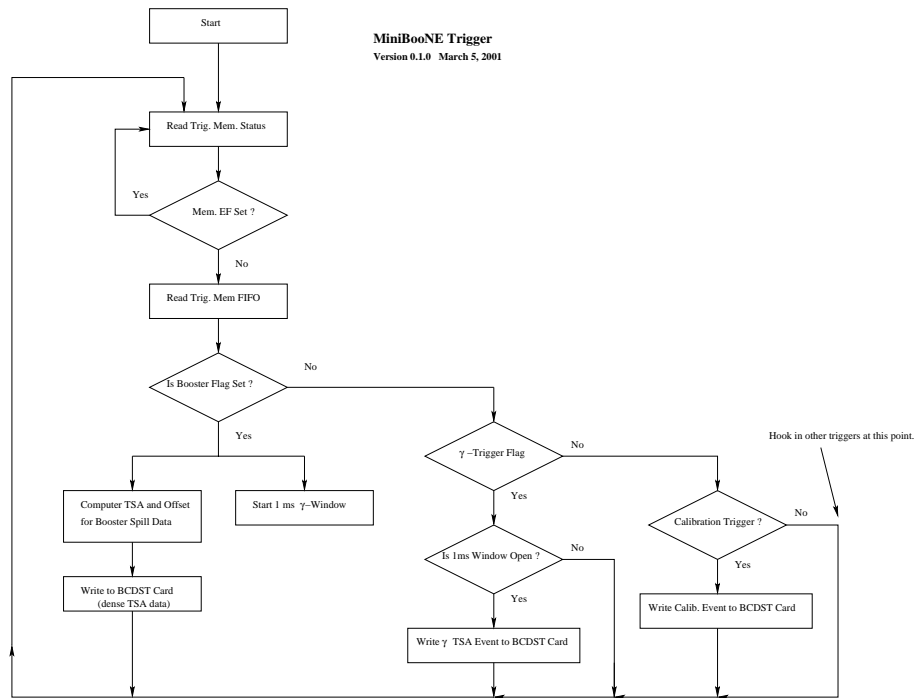 Start
MiniBooNE Trigger
Version 0.1.0 March 5, 2001
Read Trig. Mem. Status
Yes
Mem. EF Set ?
No
Read Trig. Mem FIFO
Is Booster Flag Set ?
No
Yes
Hook in other triggers at this point.
γ –Trigger Flag
No
Yes
Computer TSA and Offset
for Booster Spill Data
Start 1 ms γ–Window
Calibration Trigger ?
No
Is 1ms Window Open ?
No
Yes
Yes
Write to BCDST Card
(dense TSA data)
Write Calib. Event to BCDST Card
Write γ TSA Event to BCDST Card